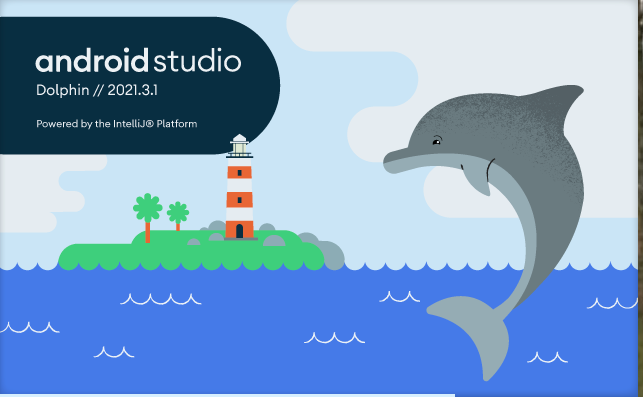 android studio
Dolphin // 2021.3.1
Powered by the IntelliJ® Platform